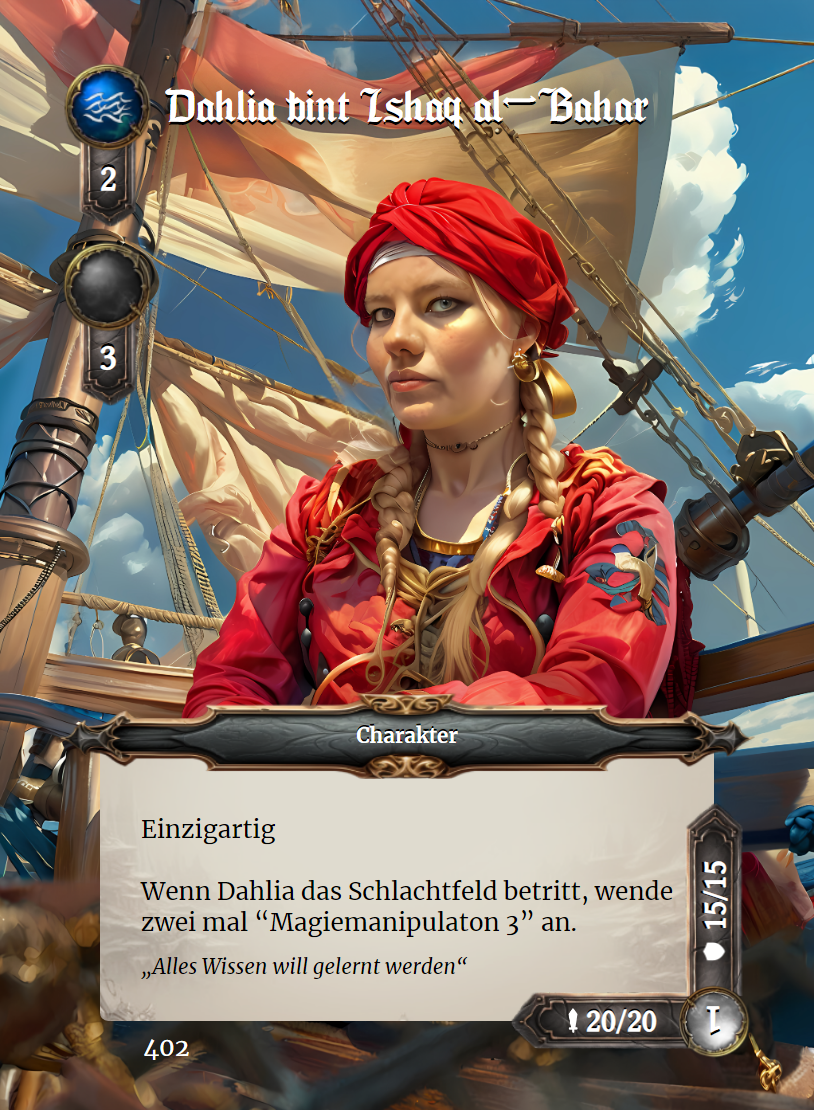 Dahlia bint Ishaq al-Bahar
2
3
Charakter
Einzigartig
Wenn Dahlia das Schlachtfeld betritt, wende
zwei mal “Magiemanipulaton 3” an.
„Alles Wissen will gelernt werden“
15/15
20/20
1
402